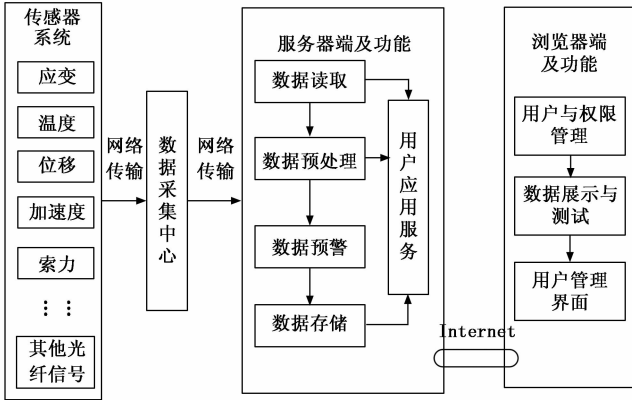 传感器
系统
应变
温度
位移
加速度
索力
其他光
纤信号
网络
传输
数据采集中心
网络
传输
服务器端及功能
数据读取
数据预处理
数据预警
数据存储
用户应用服务
Internet
浏览器端
及功能
用户与权限
管理
数据展示与
测试
用户管理
界面